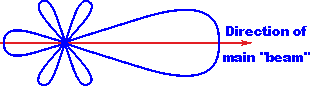 Direction of
main "beam"